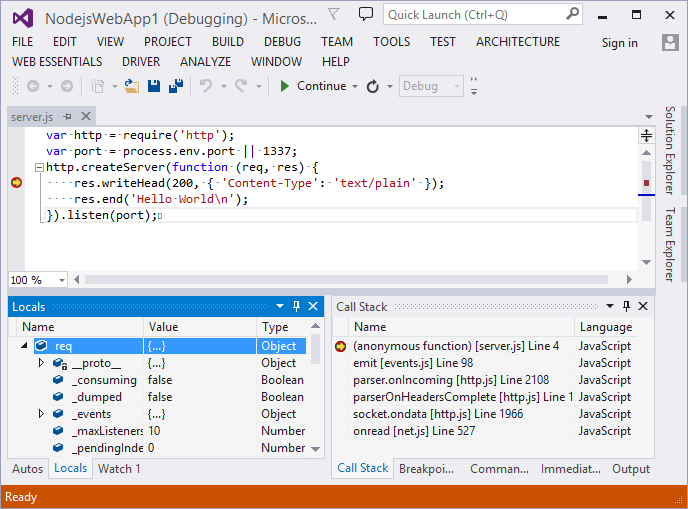 NodejsWebApp1 (Debugging) - Micros... Quick Launch (Ctrl+Q)
FILE EDIT VIEW PROJECT BUILD DEBUG TEAM TOOLS TEST ARCHITECTURE Sign in
WEB ESSENTIALS DRIVER ANALYZE WINDOW HELP
Continue Debug
server.js
var·http·=·require('http');
var·port·=·process.env.port·||·1337;
http.createServer(function·(req,·res)·{
····res.writeHead(200,·{·'Content-Type':·'text/plain'·});
····res.end('Hello·World\n');
}).listen(port);
100 %
Solution Explorer
Team Explorer
Locals
Name Value Type
req {...} Object
__proto__ {...} Object
_consuming false Boolean
_dumped false Boolean
_events {...} Object
_maxListeners 10 Number
_pendingInde 0 Number
Autos Locals Watch 1
Call Stack
Name Language
(anonymous function) [server.js] Line 4 JavaScript
emit [events.js] Line 98 JavaScript
parser.onIncoming [http.js] Line 2108 JavaScript
parserOnHeadersComplete [http.js] Line 1 JavaScript
socket.ondata [http.js] Line 1966 JavaScript
onread [net.js] Line 527 JavaScript
Call Stack Breakpoi... Comman... Immediat... Output
Ready